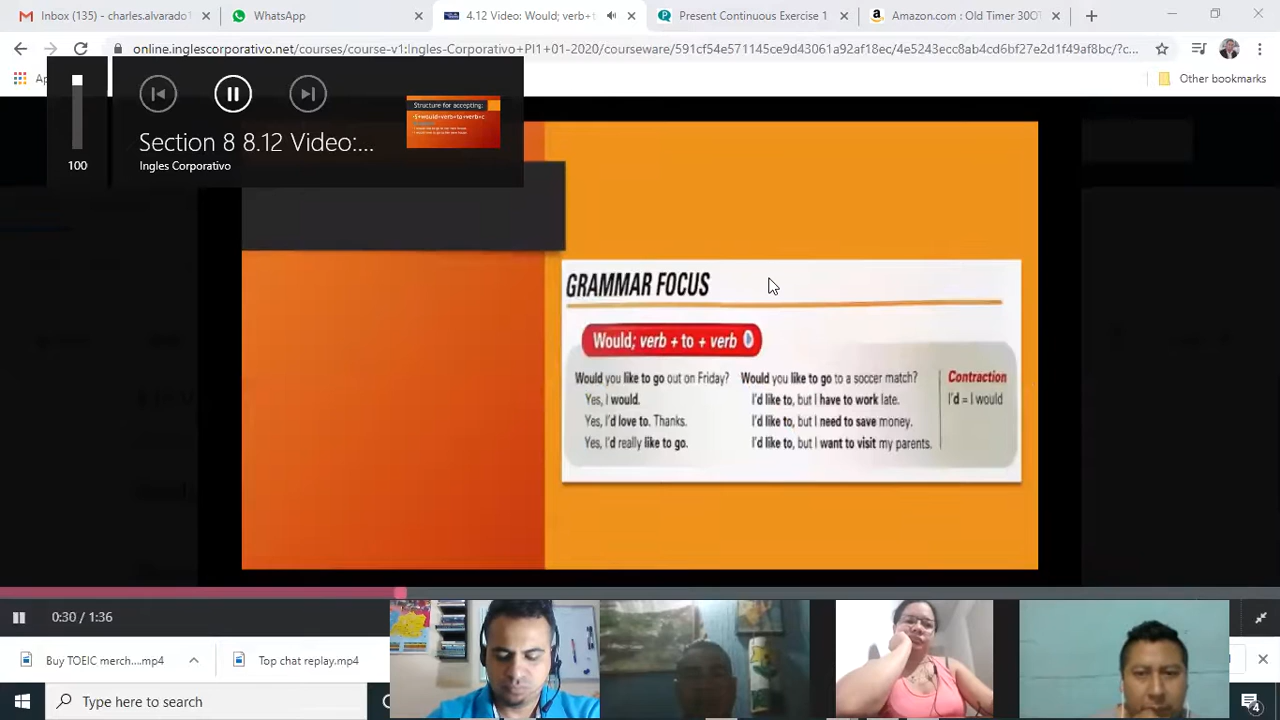 Inbox (135) - charles.alvarado@
WhatsApp
4.12 Video: Would; verb+t
Present Continuous Exercise 1
Amazon.com : Old Timer 30OT
online.inglescorporativo.net/courses/course-v1:Ingles-Corporativo+PI1+01-2020/courseware/591cf54e571145ce9d43061a92af18ec/4e5243ecc8ab4cd6bf27e2d1f49af8bc/?c...
Other bookmarks
100
Section 8 8.12 Video:....
Ingles Corporativo
Structure for accepting:
GRAMMAR FOCUS
Would; verb + to + verb
Would you like to go out on Friday?
Yes, I would.
Yes, I'd love to. Thanks.
Yes, I'd really like to go.
Would you like to go to a soccer match?
I'd like to, but I have to work late.
I'd like to, but I need to save money.
I'd like to, but I want to visit my parents.
Contraction
I'd = I would
0:30 / 1:36
Buy TOEIC merch....mp4
Top chat replay.mp4
Type here to search
4